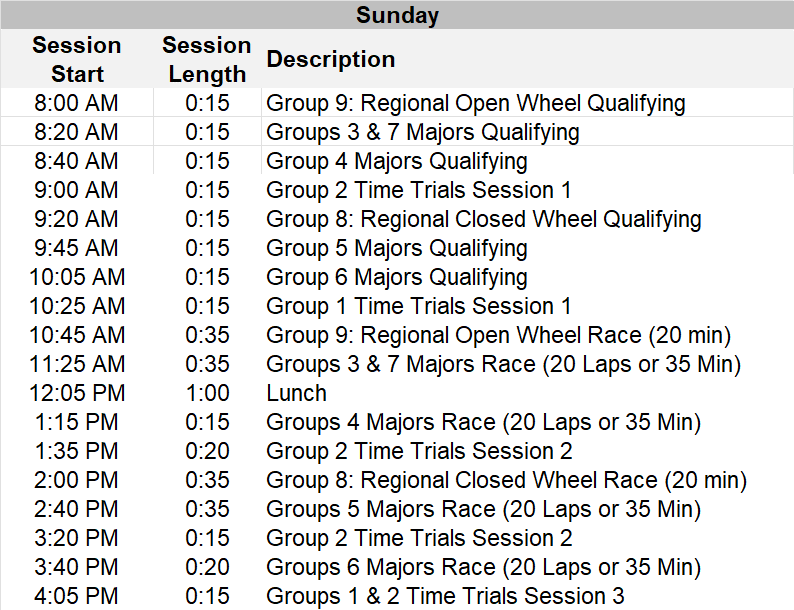 Sunday
Session Start Session Length Description
8:00 AM 0:15 Group 9: Regional Open Wheel Qualifying
8:20 AM 0:15 Groups 3 & 7 Majors Qualifying
8:40 AM 0:15 Group 4 Majors Qualifying
9:00 AM 0:15 Group 2 Time Trials Session 1
9:20 AM 0:15 Group 8: Regional Closed Wheel Qualifying
9:45 AM 0:15 Group 5 Majors Qualifying
10:05 AM 0:15 Group 6 Majors Qualifying
10:25 AM 0:15 Group 1 Time Trials Session 1
10:45 AM 0:35 Group 9: Regional Open Wheel Race (20 min)
11:25 AM 0:35 Groups 3 & 7 Majors Race (20 Laps or 35 Min)
12:05 PM 1:00 Lunch
1:15 PM 0:15 Groups 4 Majors Race (20 Laps or 35 Min)
1:35 PM 0:20 Group 2 Time Trials Session 2
2:00 PM 0:35 Group 8: Regional Closed Wheel Race (20 min)
2:40 PM 0:35 Groups 5 Majors Race (20 Laps or 35 Min)
3:20 PM 0:15 Group 2 Time Trials Session 2
3:40 PM 0:20 Groups 6 Majors Race (20 Laps or 35 Min)
4:05 PM 0:15 Groups 1 & 2 Time Trials Session 3